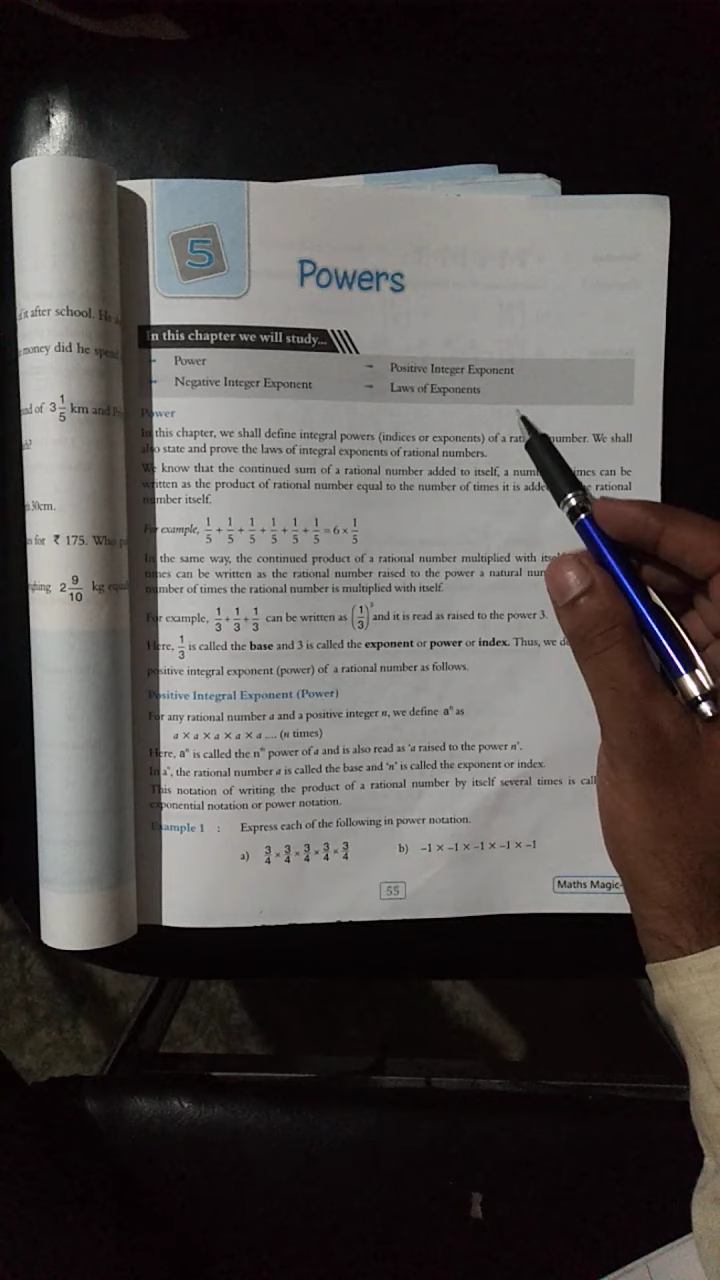 5
Powers
In this chapter we will study...
Power
Positive Integer Exponent
Negative Integer Exponent
Laws of Exponents
Power
In this chapter, we shall define integral powers (indices or exponents) of a number. We shall
also state and prove the laws of integral exponents of rational numbers.
We know that the continued sum of a rational number added to itself, a times can be
written as the product of rational number equal to the number of times it is rational
number itself.
For example, 1/5 + 1/5 + 1/5 + 1/5 + 1/5 + 1/5 = 6 × 1/5
In the same way, the continued product of a rational number multiplied with
times can be written as the rational number raised to the power a natural
number of times the rational number is multiplied with itself.
For example, 1/3 + 1/3 + 1/3 can be written as (1/3)³ and it is read as raised to the power 3.
Here, 1/3 is called the base and 3 is called the exponent or power or index. Thus, we
positive integral exponent (power) of a rational number as follows.
Positive Integral Exponent (Power)
For any rational number a and a positive integer n, we define aⁿ as
a × a × a × a × a .... (n times)
Here, aⁿ is called the nᵗʰ power of a and is also read as 'a raised to the power n'.
In aⁿ, the rational number a is called the base and 'n' is called the exponent or index.
This notation of writing the product of a rational number by itself several times is
exponential notation or power notation.
Example 1 : Express each of the following in power notation.
a) 3/4 × 3/4 × 3/4 × 3/4 × 3/4 b) −1 × −1 × −1 × −1 × −1
55
Maths Magic-
after school. He
money did he
of 3 1/5 km and
30cm.
for ₹ 175.
2 9/10 kg